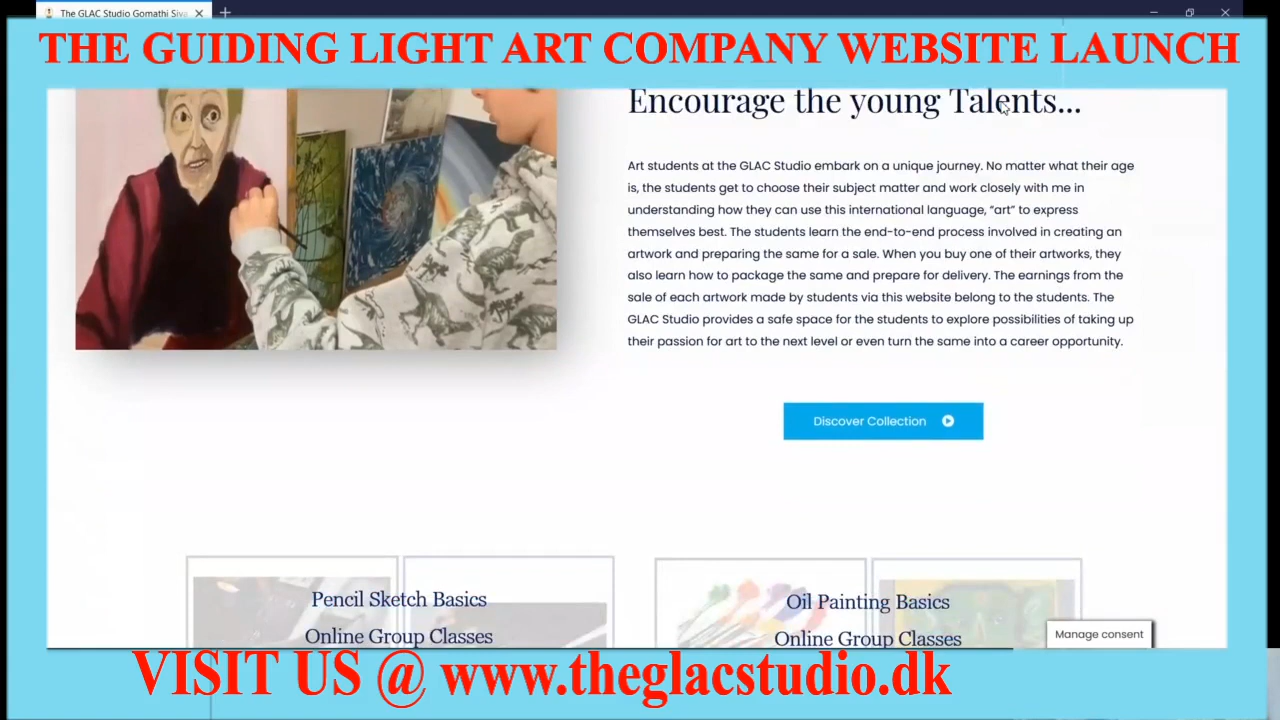 The GLAC Studio Gomathi Siva
THE GUIDING LIGHT ART COMPANY WEBSITE LAUNCH
Encourage the young Talents...
Art students at the GLAC Studio embark on a unique journey. No matter what their age
is, the students get to choose their subject matter and work closely with me in
understanding how they can use this international language, “art” to express
themselves best. The students learn the end-to-end process involved in creating an
artwork and preparing the same for a sale. When you buy one of their artworks, they
also learn how to package the same and prepare for delivery. The earnings from the
sale of each artwork made by students via this website belong to the students. The
GLAC Studio provides a safe space for the students to explore possibilities of taking up
their passion for art to the next level or even turn the same into a career opportunity.
Discover Collection
Pencil Sketch Basics
Online Group Classes
Oil Painting Basics
Online Group Classes
Manage consent
VISIT US @ www.theglacstudio.dk